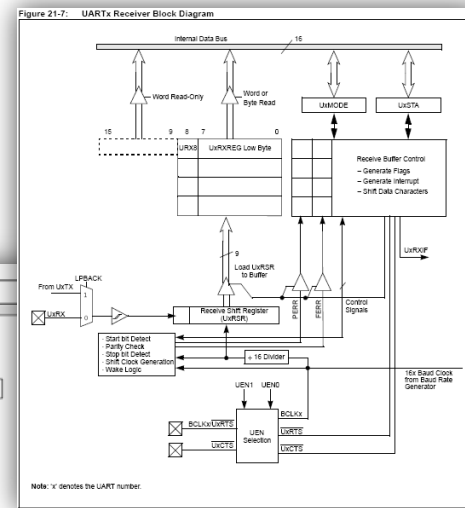 Figure 21-7: UARTx Receiver Block Diagram
Internal Data Bus
16
Word Read-Only
Word or
Byte Read
UxMODE
UxSTA
15
9
8
7
0
URX8
UxRXREG Low Byte
Receive Buffer Control
– Generate Flags
– Generate Interrupt
– Shift Data Characters
UxRXIF
9
Load UxRSR
to Buffer
LPBACK
From UxTX
1
UxRX
0
Receive Shift Register
(UxRSR)
PERR
FERR
Control
Signals
· Start bit Detect
· Parity Check
· Stop bit Detect
· Shift Clock Generation
· Wake Logic
÷ 16 Divider
16x Baud Clock
from Baud Rate
Generator
UEN1
UEN0
BCLKx
BCLKx/UxRTS
UxRTS
UEN
Selection
UxCTS
UxCTS
Note: 'x' denotes the UART number.